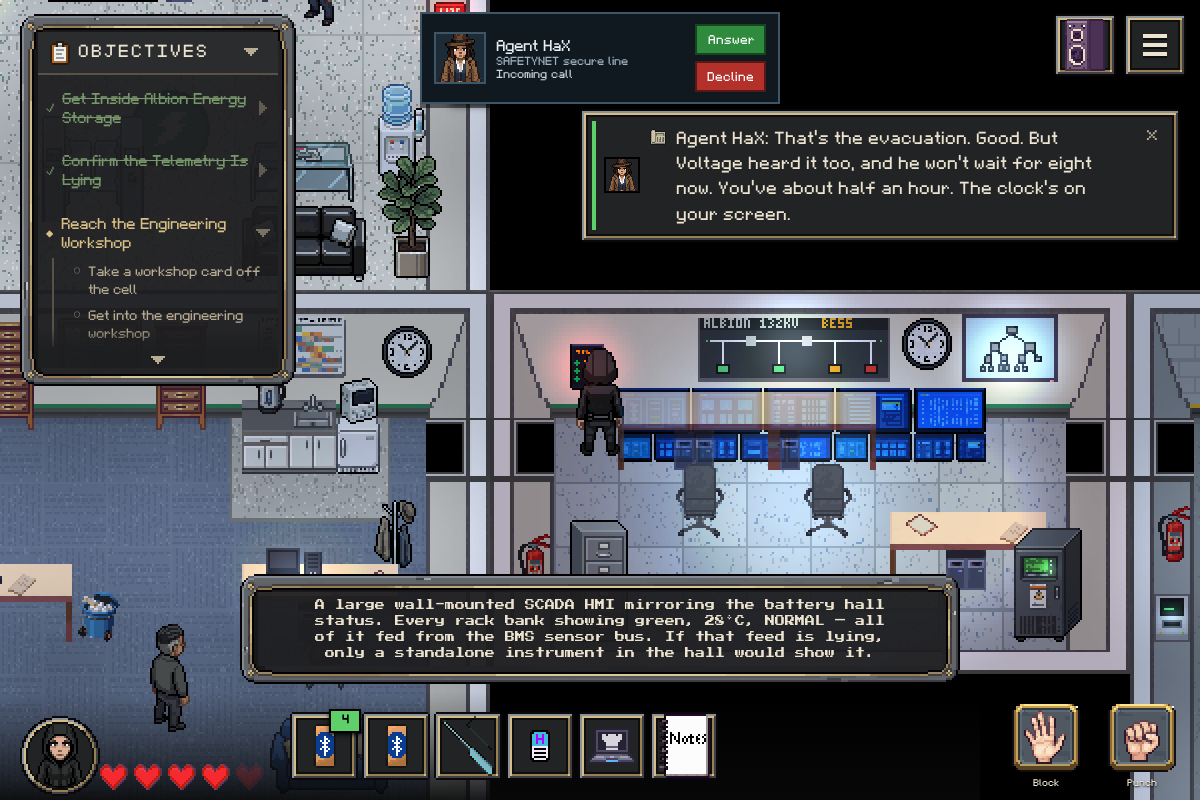 OBJECTIVES
Get Inside Albion Energy
Storage
Confirm the Telemetry Is
Lying
Reach the Engineering
Workshop
Take a workshop card off
the cell
Get into the engineering
workshop
Agent HaX
SAFETYNET secure line
Incoming call
Answer
Decline
Agent HaX: That's the evacuation. Good. But
Voltage heard it too, and he won't wait for eight
now. You've about half an hour. The clock's on
your screen.
ALBION 132KV BESS
A large wall-mounted SCADA HMI mirroring the battery hall
status. Every rack bank showing green, 28°C, NORMAL — all
of it fed from the BMS sensor bus. If that feed is lying,
only a standalone instrument in the hall would show it.
4
H
Notes
Block
Punch